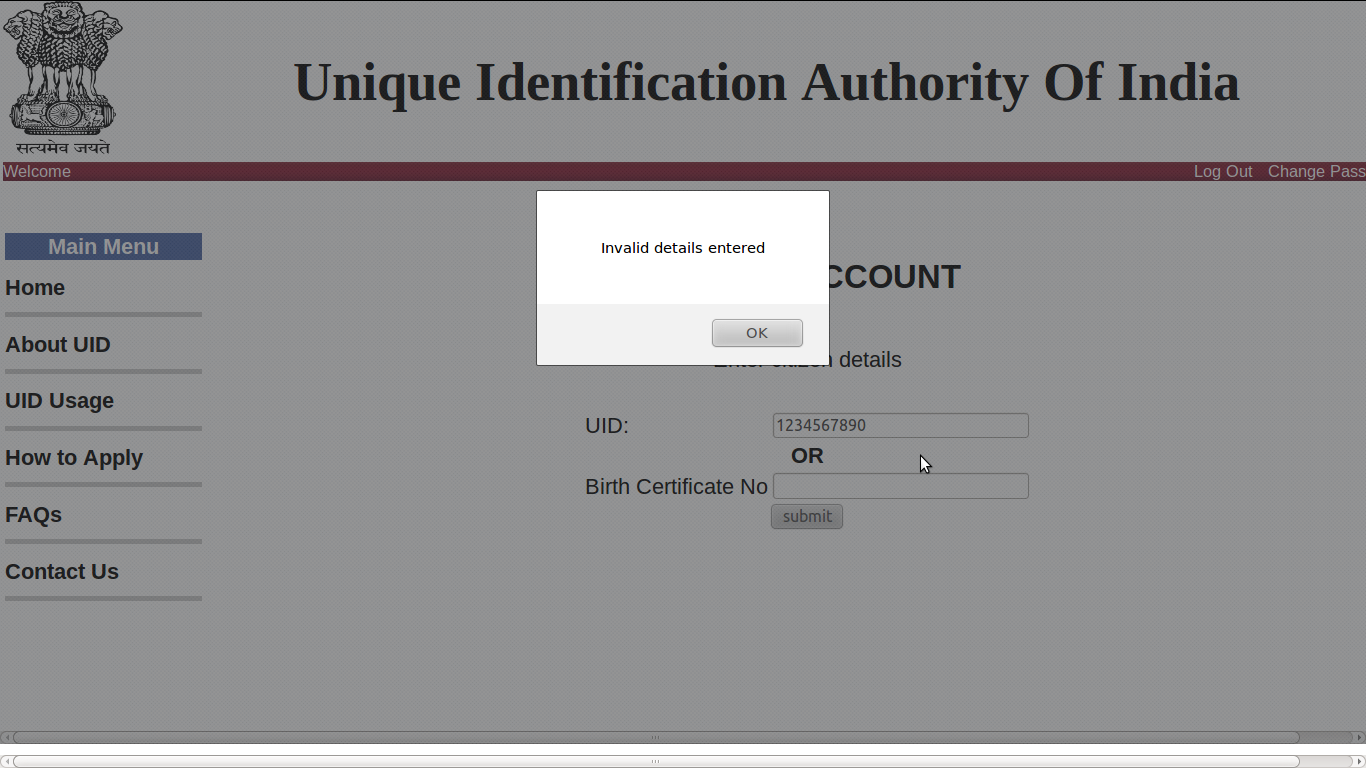 Unique Identification Authority Of India
सत्यमेव जयते
Welcome
Log Out Change Pass
Main Menu
Home
About UID
UID Usage
How to Apply
FAQs
Contact Us
Invalid details entered
OK
CCOUNT
details
UID: 1234567890
OR
Birth Certificate No
submit